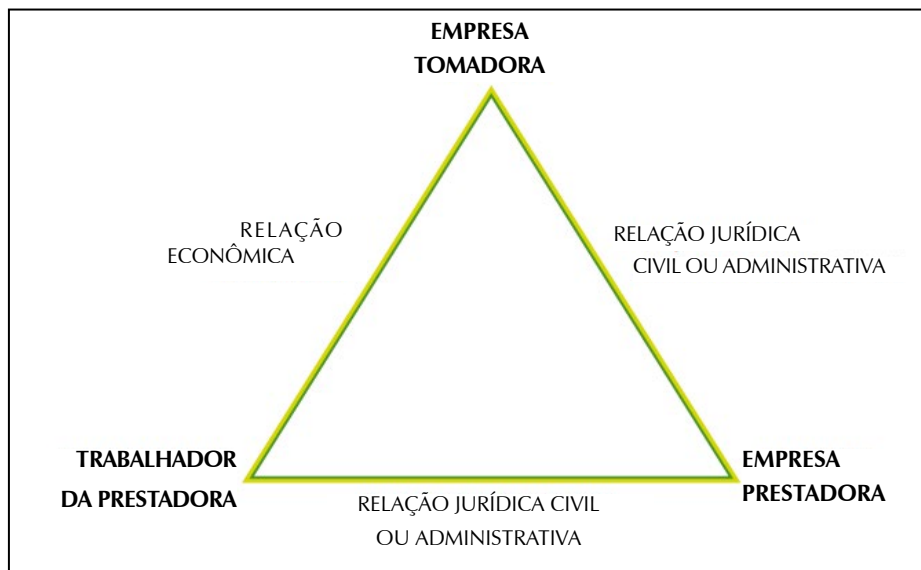 EMPRESA
TOMADORA
RELAÇÃO
ECONÔMICA
RELAÇÃO JURÍDICA
CIVIL OU ADMINISTRATIVA
TRABALHADOR
DA PRESTADORA
EMPRESA
PRESTADORA
RELAÇÃO JURÍDICA CIVIL
OU ADMINISTRATIVA